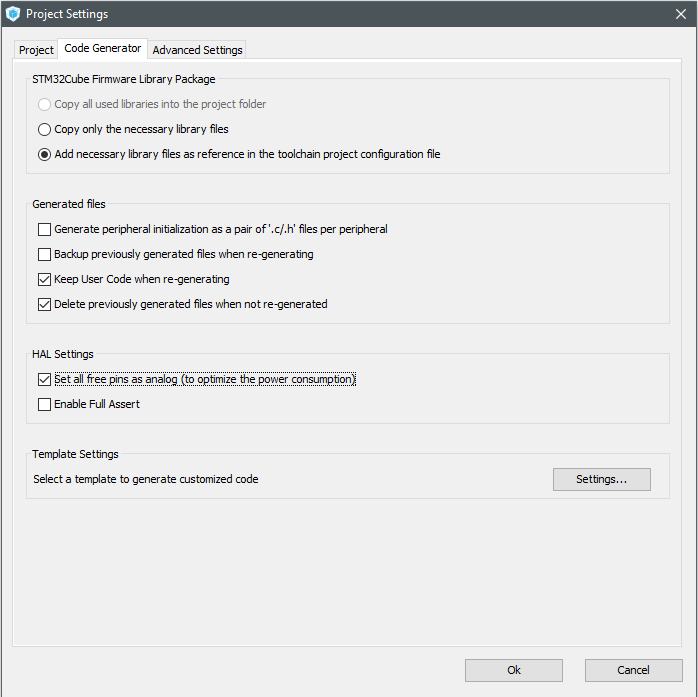 Project Settings
Project Code Generator Advanced Settings
STM32Cube Firmware Library Package
Copy all used libraries into the project folder
Copy only the necessary library files
Add necessary library files as reference in the toolchain project configuration file
Generated files
Generate peripheral initialization as a pair of '.c/.h' files per peripheral
Backup previously generated files when re-generating
Keep User Code when re-generating
Delete previously generated files when not re-generated
HAL Settings
Set all free pins as analog (to optimize the power consumption)
Enable Full Assert
Template Settings
Select a template to generate customized code Settings...
Ok Cancel